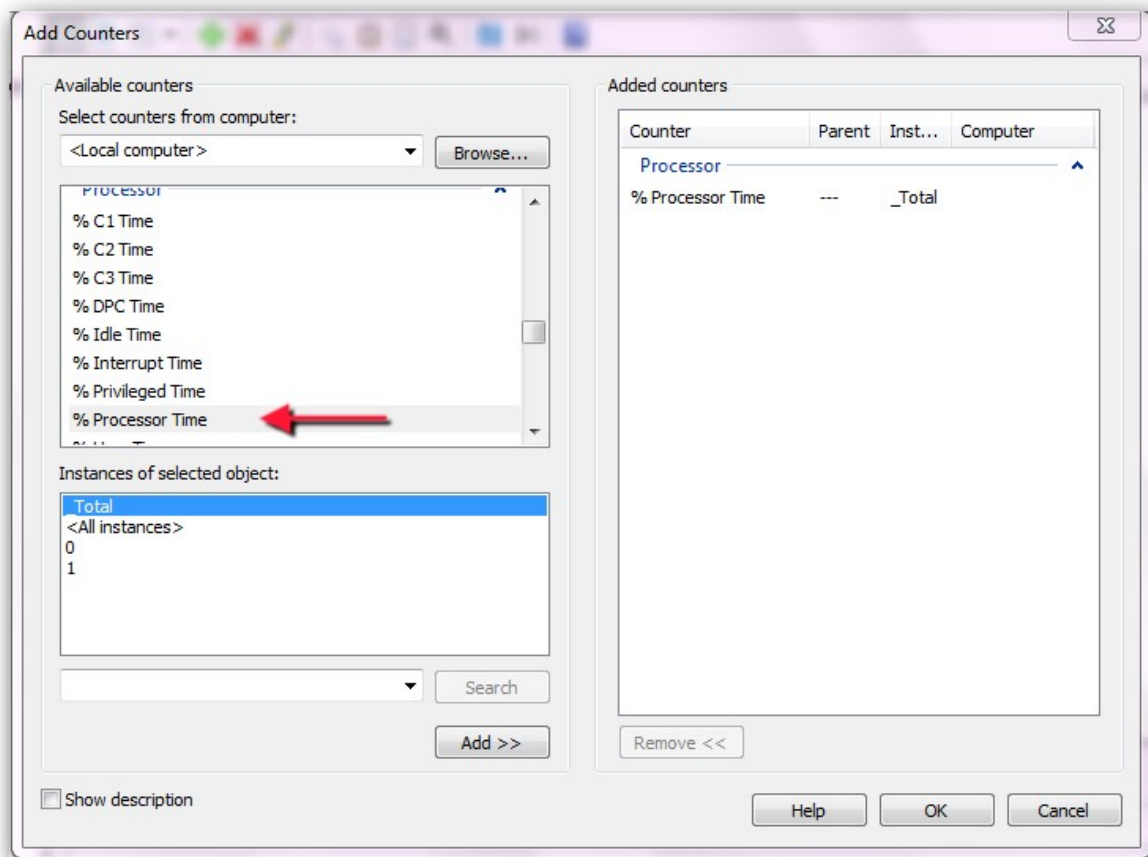 Add Counters
Available counters
Select counters from computer:
<Local computer>
Browse...
Processor
% C1 Time
% C2 Time
% C3 Time
% DPC Time
% Idle Time
% Interrupt Time
% Privileged Time
% Processor Time
Instances of selected object:
_Total
<All instances>
0
1
Search
Add >>
Show description
Added counters
Counter Parent Inst... Computer
Processor
% Processor Time --- _Total
Remove <<
Help OK Cancel